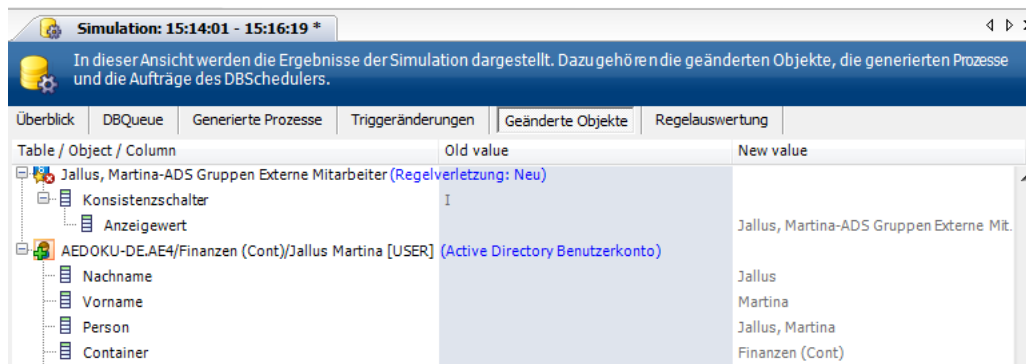 Simulation: 15:14:01 - 15:16:19 *
In dieser Ansicht werden die Ergebnisse der Simulation dargestellt. Dazu gehören die geänderten Objekte, die generierten Prozesse
und die Aufträge des DBSchedulers.
Überblick DBQueue Generierte Prozesse Triggeränderungen Geänderte Objekte Regelauswertung
Table / Object / Column Old value New value
Jallus, Martina-ADS Gruppen Externe Mitarbeiter (Regelverletzung: Neu)
Konsistenzschalter
Anzeigewert Jallus, Martina-ADS Gruppen Externe Mit.
AEDOKU-DE.AE4/Finanzen (Cont)/Jallus Martina [USER] (Active Directory Benutzerkonto)
Nachname Jallus
Vorname Martina
Person Jallus, Martina
Container Finanzen (Cont)